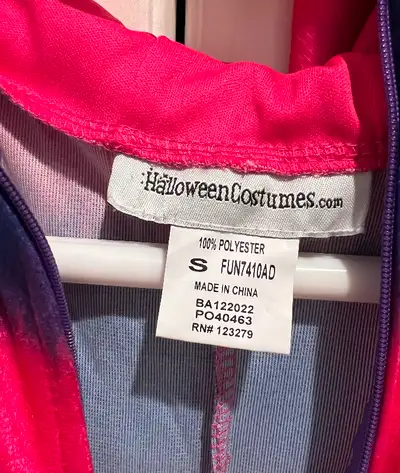 HalloweenCostumes.com
100% POLYESTER
S FUN7410AD
MADE IN CHINA
BA122022
PO40463
RN# 123279